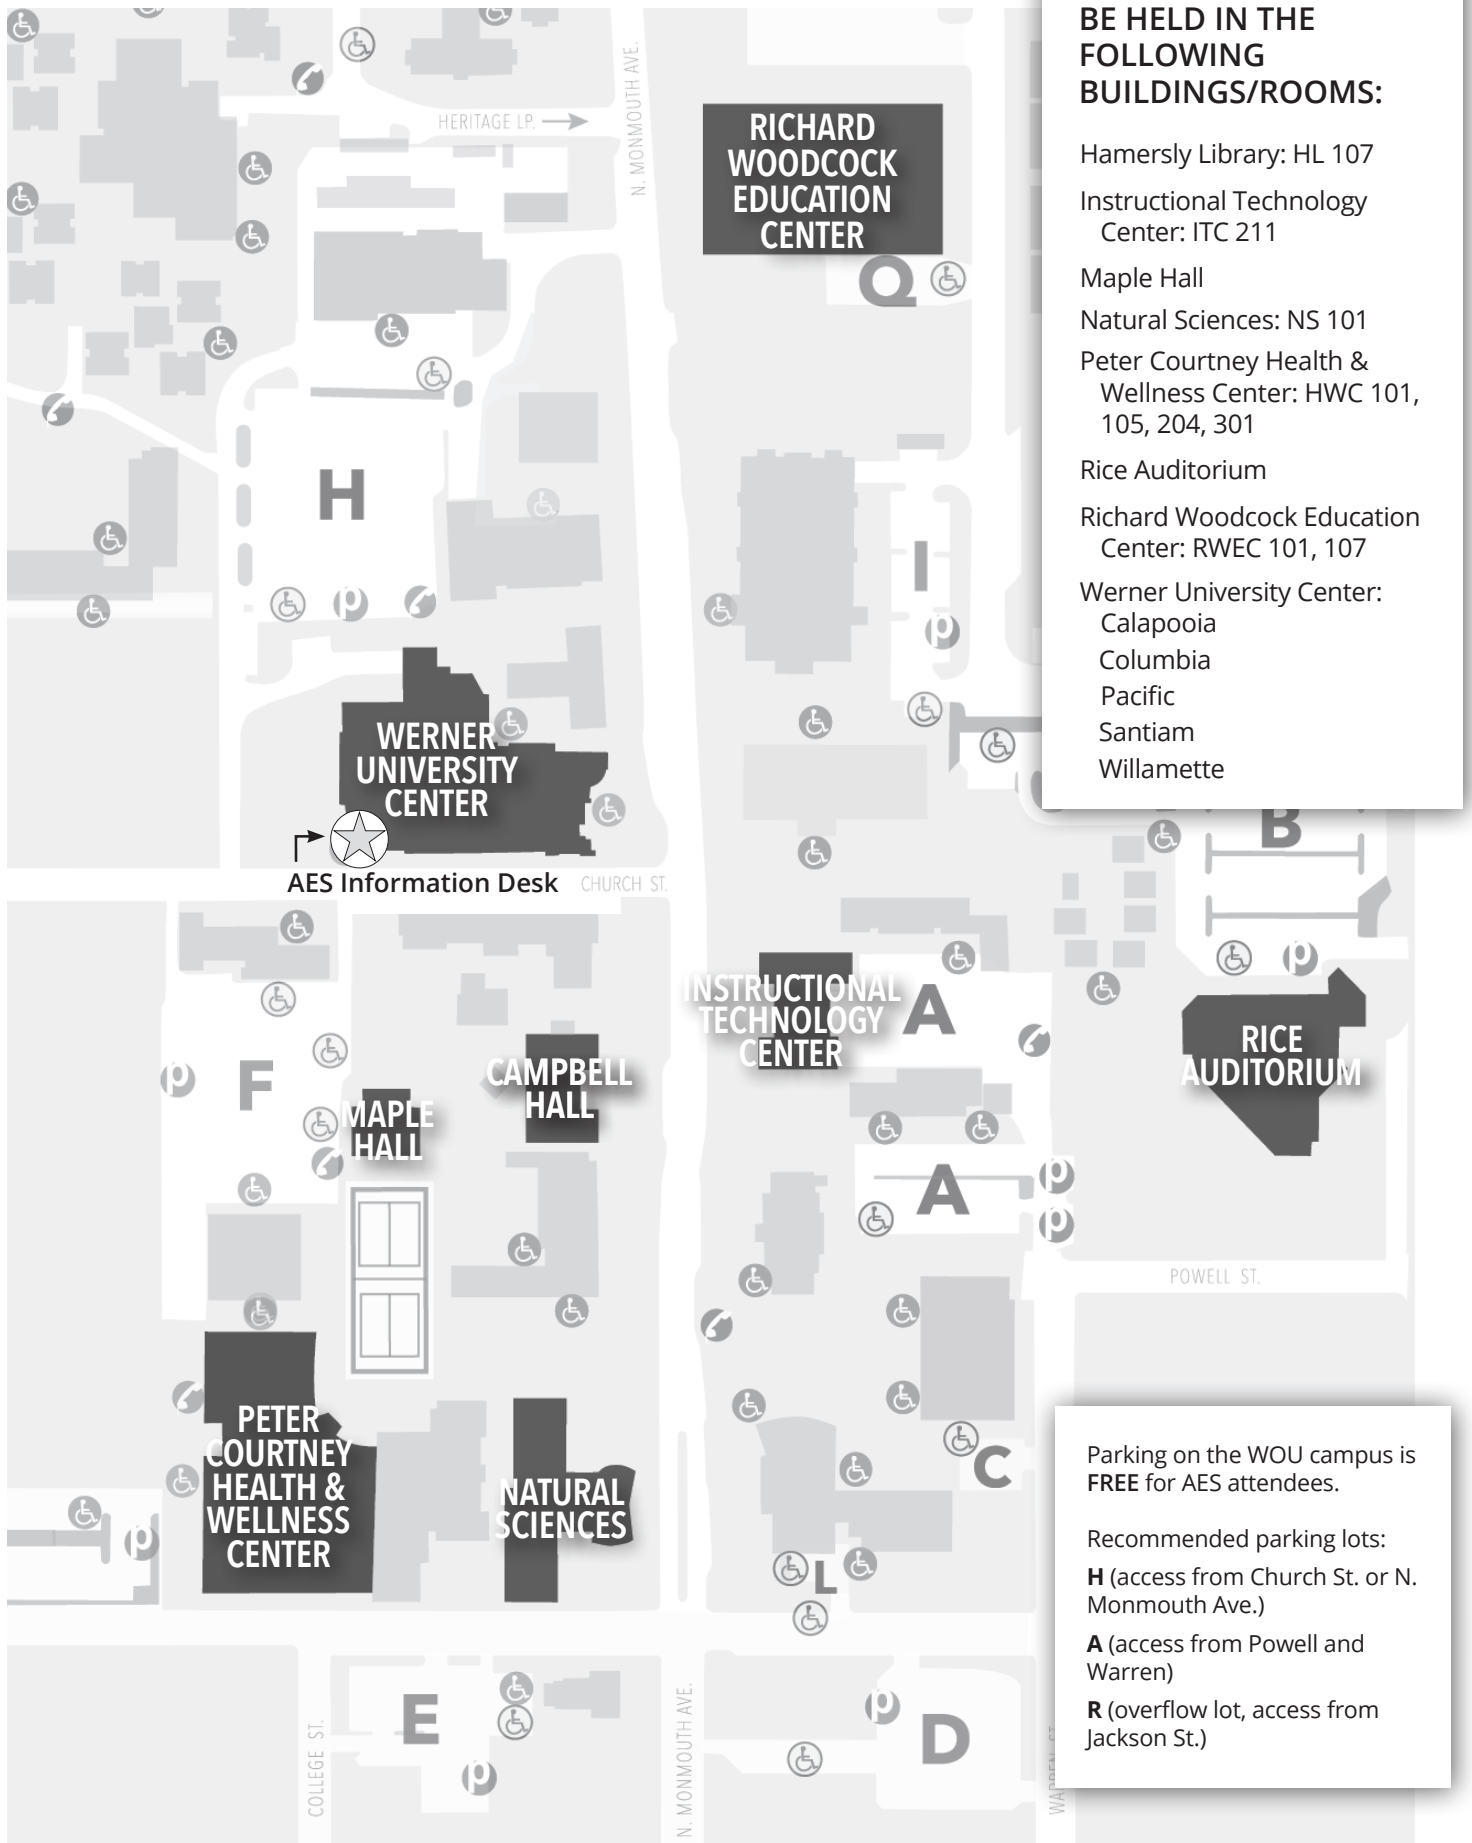 BE HELD IN THE
FOLLOWING
BUILDINGS/ROOMS:
Hamersly Library: HL 107
Instructional Technology
Center: ITC 211
Maple Hall
Natural Sciences: NS 101
Peter Courtney Health &
Wellness Center: HWC 101,
105, 204, 301
Rice Auditorium
Richard Woodcock Education
Center: RWEC 101, 107
Werner University Center:
Calapooia
Columbia
Pacific
Santiam
Willamette
HERITAGE LP.
N. MONMOUTH AVE.
RICHARD
WOODCOCK
EDUCATION
CENTER
Q
H
I
P
P
WERNER
UNIVERSITY
CENTER
AES Information Desk
CHURCH ST.
B
P
INSTRUCTIONAL
TECHNOLOGY
CENTER
A
RICE
AUDITORIUM
P
F
CAMPBELL
HALL
MAPLE
HALL
A
P
P
POWELL ST.
PETER
COURTNEY
HEALTH &
WELLNESS
CENTER
NATURAL
SCIENCES
C
P
L
E
P
D
P
COLLEGE ST.
N. MONMOUTH AVE.
Parking on the WOU campus is
FREE for AES attendees.
Recommended parking lots:
H (access from Church St. or N.
Monmouth Ave.)
A (access from Powell and
Warren)
R (overflow lot, access from
Jackson St.)